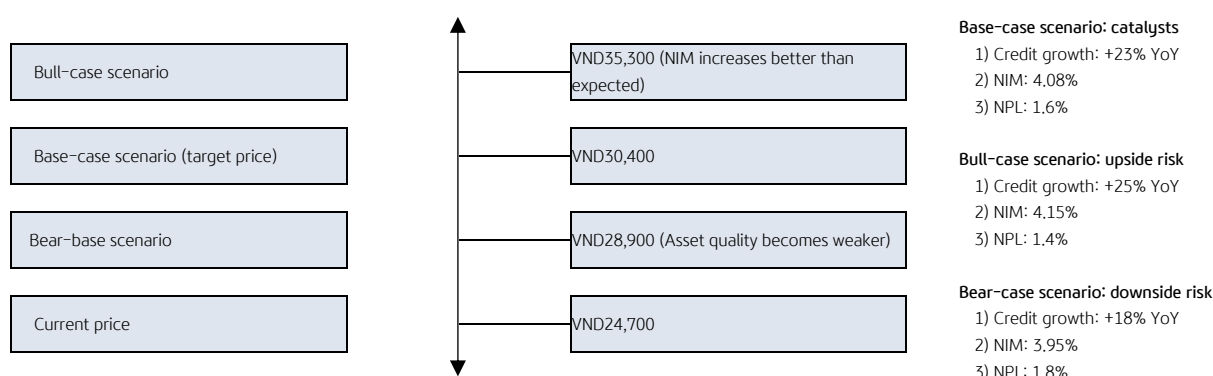 Bull-case scenario
VND35,300 (NIM increases better than
expected)
Base-case scenario (target price)
VND30,400
Bear-base scenario
VND28,900 (Asset quality becomes weaker)
Current price
VND24,700
Base-case scenario: catalysts
1) Credit growth: +23% YoY
2) NIM: 4.08%
3) NPL: 1.6%
Bull-case scenario: upside risk
1) Credit growth: +25% YoY
2) NIM: 4.15%
3) NPL: 1.4%
Bear-case scenario: downside risk
1) Credit growth: +18% YoY
2) NIM: 3.95%
3) NPL: 1.8%